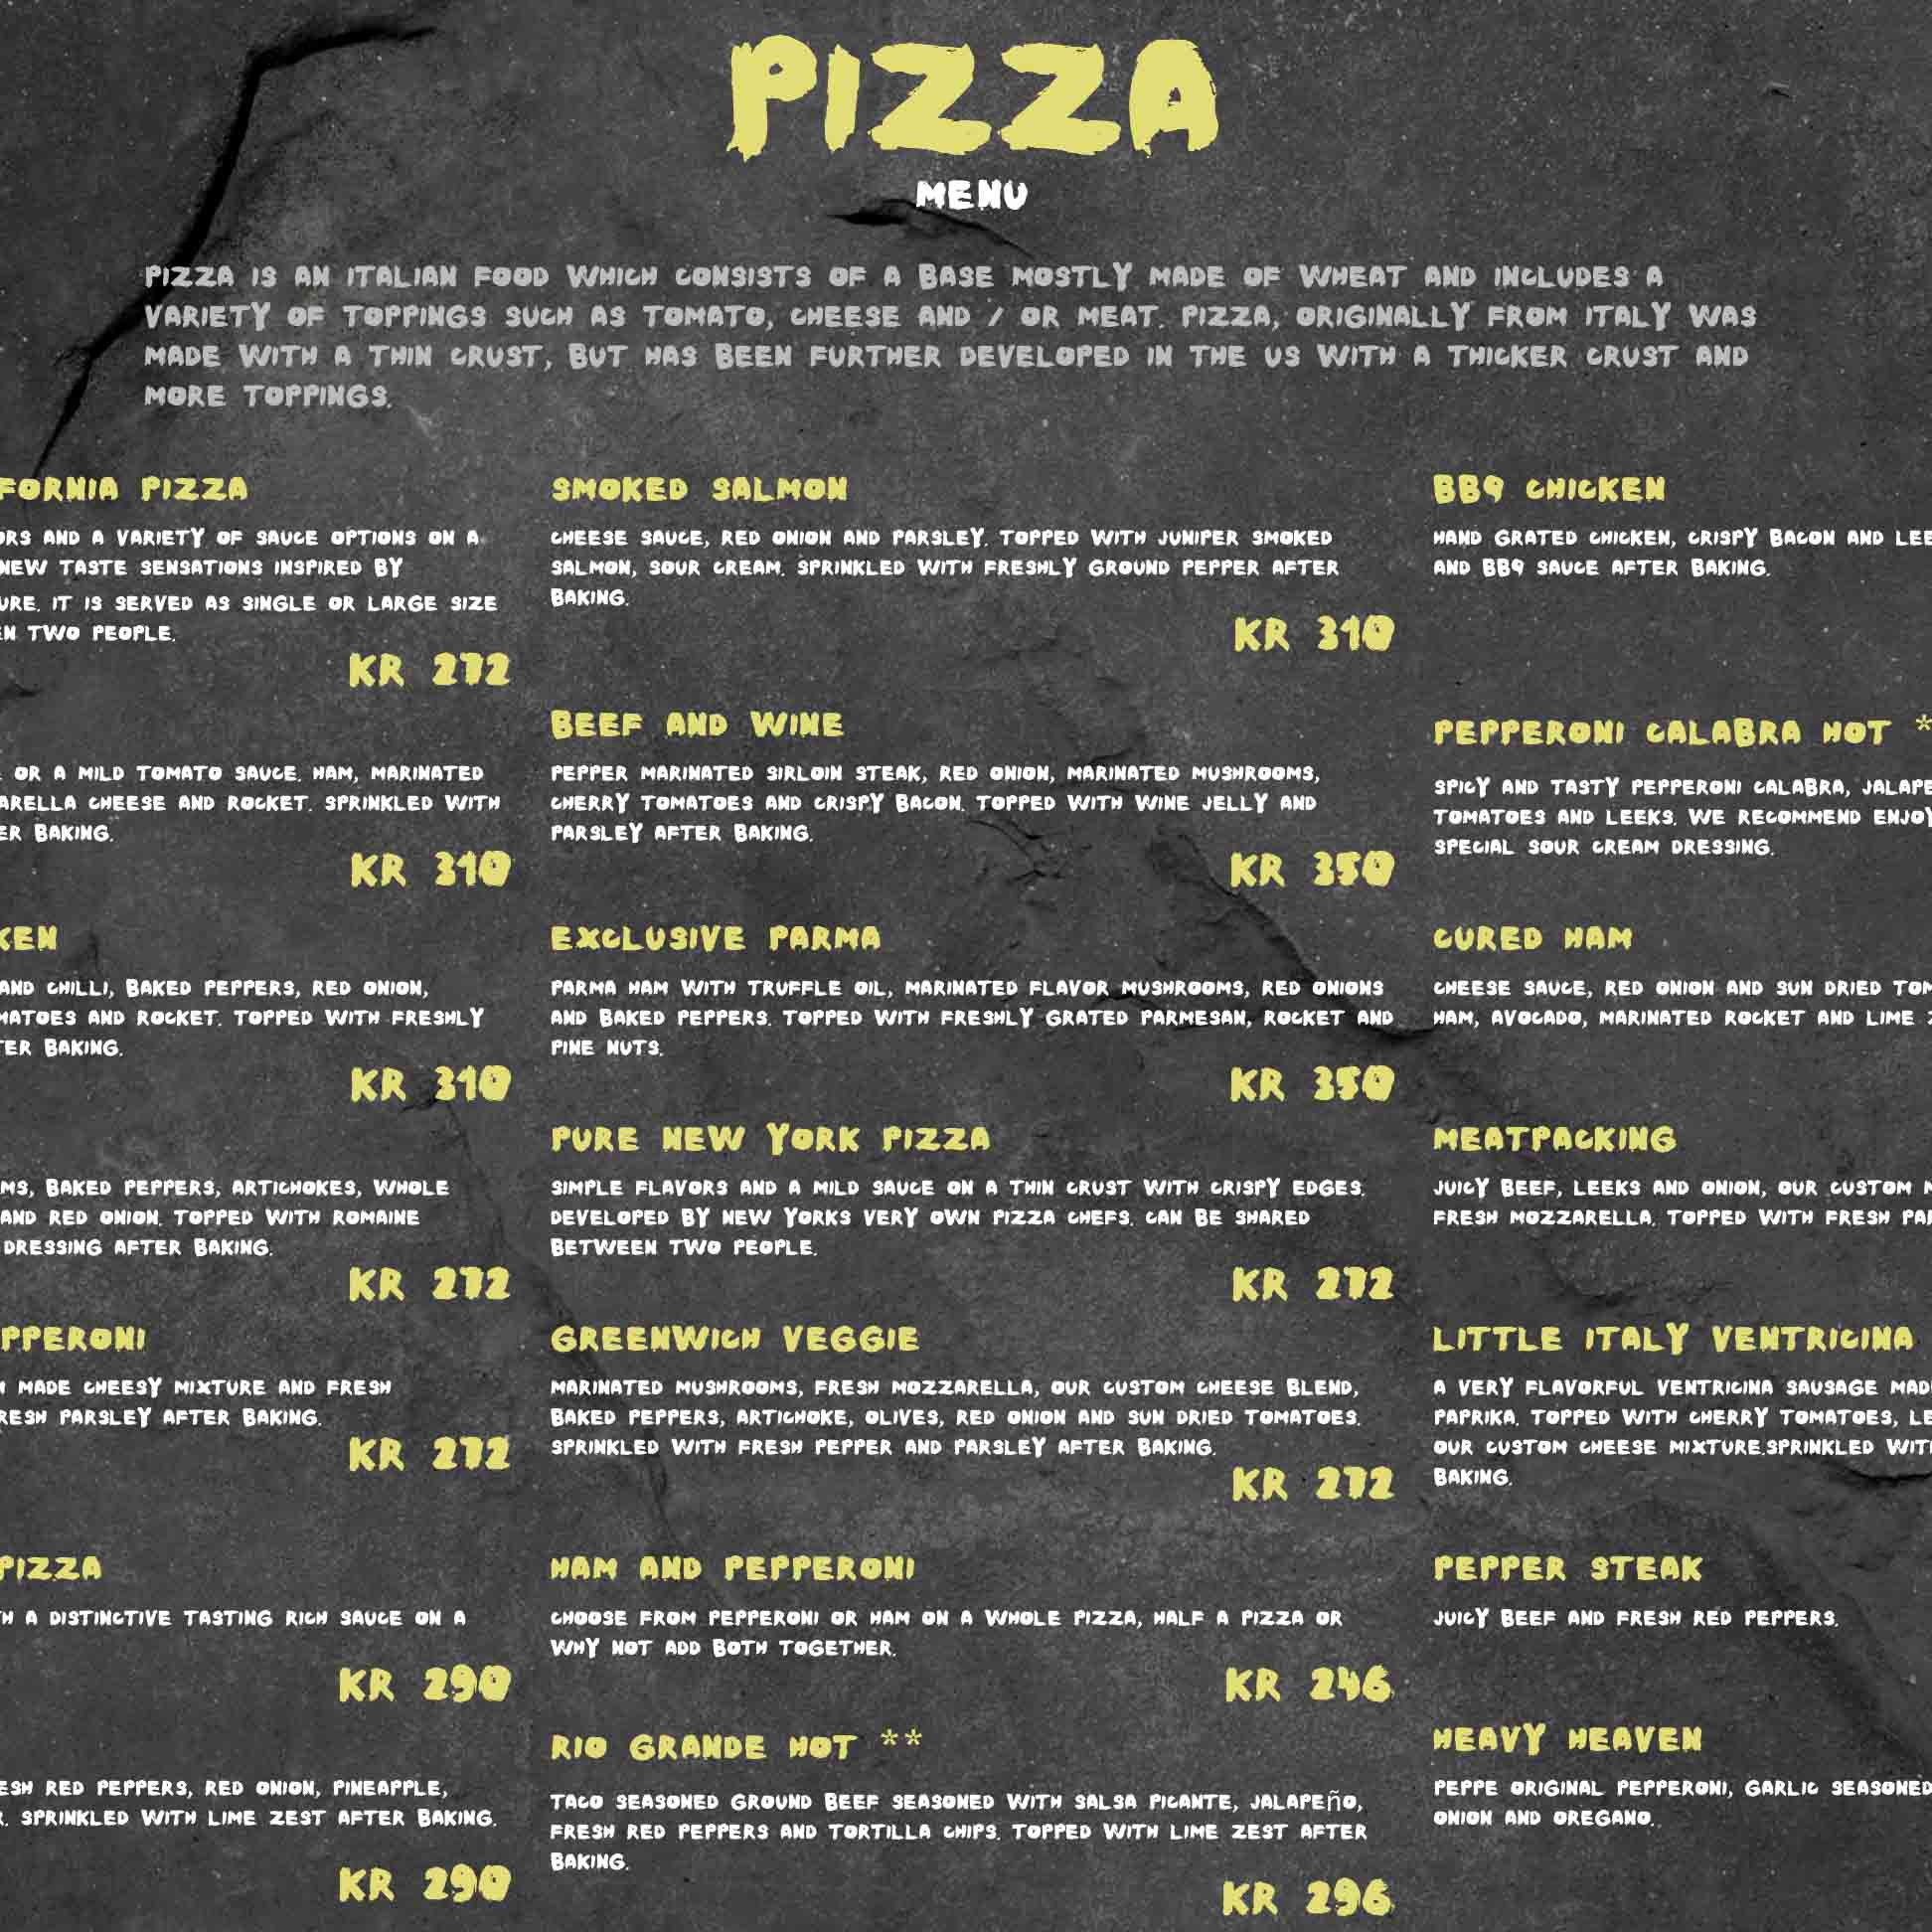 PIZZA
MENU
PIZZA IS AN ITALIAN FOOD WHICH CONSISTS OF A BASE MOSTLY MADE OF WHEAT AND INCLUDES A
VARIETY OF TOPPINGS SUCH AS TOMATO, CHEESE AND / OR MEAT. PIZZA, ORIGINALLY FROM ITALY WAS
MADE WITH A THIN CRUST, BUT HAS BEEN FURTHER DEVELOPED IN THE US WITH A THICKER CRUST AND
MORE TOPPINGS.
FORNIA PIZZA
ORS AND A VARIETY OF SAUCE OPTIONS ON A
NEW TASTE SENSATIONS INSPIRED BY
URE. IT IS SERVED AS SINGLE OR LARGE SIZE
EN TWO PEOPLE.
KR 272
OR A MILD TOMATO SAUCE. HAM, MARINATED
ARELLA CHEESE AND ROCKET. SPRINKLED WITH
ER BAKING.
KR 310
KEN
AND CHILLI, BAKED PEPPERS, RED ONION,
MATOES AND ROCKET. TOPPED WITH FRESHLY
TER BAKING.
KR 310
MS, BAKED PEPPERS, ARTICHOKES, WHOLE
AND RED ONION. TOPPED WITH ROMAINE
DRESSING AFTER BAKING.
KR 272
PPERONI
M MADE CHEESY MIXTURE AND FRESH
RESH PARSLEY AFTER BAKING.
KR 272
PIZZA
TH A DISTINCTIVE TASTING RICH SAUCE ON A
KR 290
ESH RED PEPPERS, RED ONION, PINEAPPLE,
R. SPRINKLED WITH LIME ZEST AFTER BAKING.
KR 290
SMOKED SALMON
CHEESE SAUCE, RED ONION AND PARSLEY. TOPPED WITH JUNIPER SMOKED
SALMON, SOUR CREAM. SPRINKLED WITH FRESHLY GROUND PEPPER AFTER
BAKING.
KR 310
BEEF AND WINE
PEPPER MARINATED SIRLOIN STEAK, RED ONION, MARINATED MUSHROOMS,
CHERRY TOMATOES AND CRISPY BACON. TOPPED WITH WINE JELLY AND
PARSLEY AFTER BAKING.
KR 350
EXCLUSIVE PARMA
PARMA HAM WITH TRUFFLE OIL, MARINATED FLAVOR MUSHROOMS, RED ONIONS
AND BAKED PEPPERS. TOPPED WITH FRESHLY GRATED PARMESAN, ROCKET AND
PINE NUTS.
KR 350
PURE NEW YORK PIZZA
SIMPLE FLAVORS AND A MILD SAUCE ON A THIN CRUST WITH CRISPY EDGES.
DEVELOPED BY NEW YORKS VERY OWN PIZZA CHEFS. CAN BE SHARED
BETWEEN TWO PEOPLE.
KR 272
GREENWICH VEGGIE
MARINATED MUSHROOMS, FRESH MOZZARELLA, OUR CUSTOM CHEESE BLEND,
BAKED PEPPERS, ARTICHOKE, OLIVES, RED ONION AND SUN DRIED TOMATOES.
SPRINKLED WITH FRESH PEPPER AND PARSLEY AFTER BAKING.
KR 272
HAM AND PEPPERONI
CHOOSE FROM PEPPERONI OR HAM ON A WHOLE PIZZA, HALF A PIZZA OR
WHY NOT ADD BOTH TOGETHER.
KR 246
RIO GRANDE HOT **
TACO SEASONED GROUND BEEF SEASONED WITH SALSA PICANTE, JALAPEÑO,
FRESH RED PEPPERS AND TORTILLA CHIPS. TOPPED WITH LIME ZEST AFTER
BAKING.
KR 296
BBQ CHICKEN
HAND GRATED CHICKEN, CRISPY BACON AND LEE
AND BBQ SAUCE AFTER BAKING.
PEPPERONI CALABRA HOT *
SPICY AND TASTY PEPPERONI CALABRA, JALAPE
TOMATOES AND LEEKS. WE RECOMMEND ENJOY
SPECIAL SOUR CREAM DRESSING.
CURED HAM
CHEESE SAUCE, RED ONION AND SUN DRIED TOM
HAM, AVOCADO, MARINATED ROCKET AND LIME
MEATPACKING
JUICY BEEF, LEEKS AND ONION, OUR CUSTOM
FRESH MOZZARELLA. TOPPED WITH FRESH PAR
LITTLE ITALY VENTRICINA
A VERY FLAVORFUL VENTRICINA SAUSAGE MAD
PAPRIKA. TOPPED WITH CHERRY TOMATOES, LE
OUR CUSTOM CHEESE MIXTURE.SPRINKLED WIT
BAKING.
PEPPER STEAK
JUICY BEEF AND FRESH RED PEPPERS.
HEAVY HEAVEN
PEPPE ORIGINAL PEPPERONI, GARLIC SEASONED
ONION AND OREGANO.